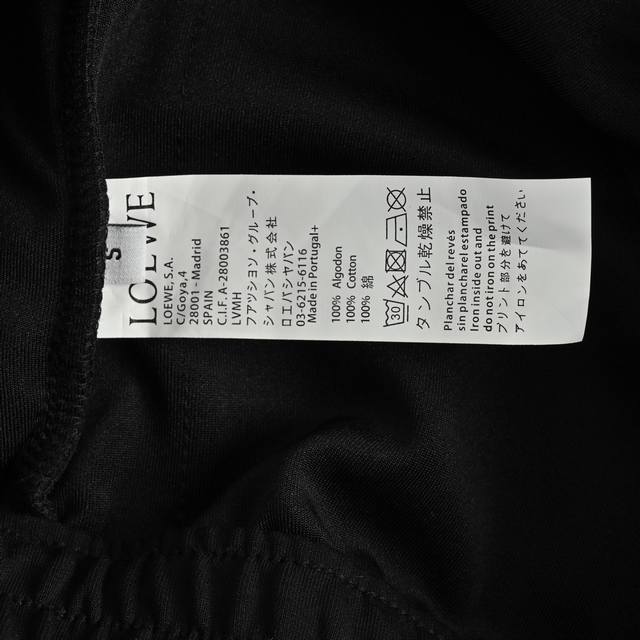 S
LOEWE
LOEWE,S.A.
C/Goya,4
28001-Madrid
SPAIN
C.I.F.A-28003861
LVMH
フアツショソ・グループ・
ジャパン株式会社
ロエバジャパン
03-6215-6116
Made in Portugal+
100% Algodon
100% Cotton
100% 綿
30
タンブル乾燥禁止
Planchar del revés
sin planchar el estampado
Iron inside out and
do not iron on the print
プリント部分を避けて
アイロンをあててください